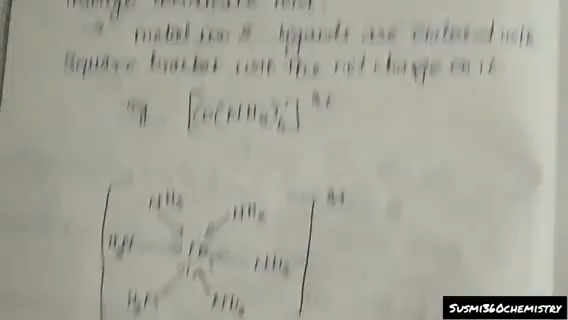 metal ion & ligands are enclosed with
square bracket with the net charge on it
eg. [Co(NH₃)₆]³⁺
3+
NH₃
NH₃
H₃N
Co
NH₃
H₃N
NH₃
SUSMI360CHEMISTRY